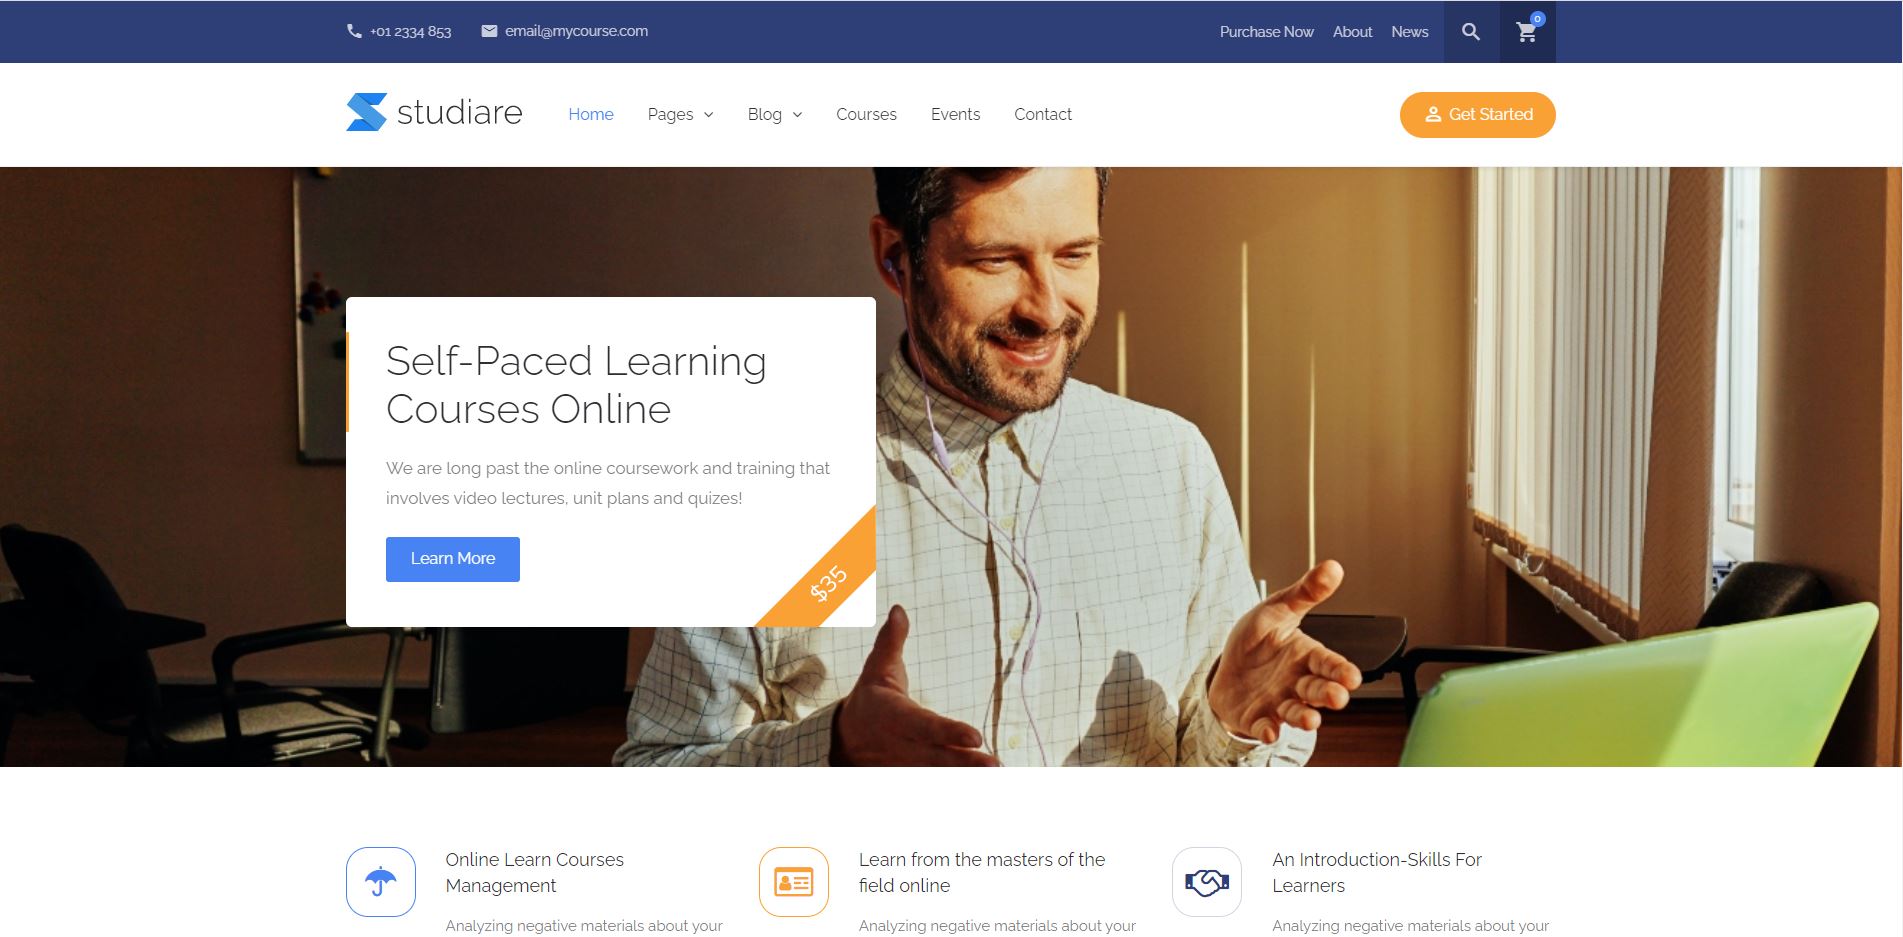 +01 2334 853
email@mycourse.com
Purchase Now
About
News
0
studiare
Home
Pages
Blog
Courses
Events
Contact
Get Started
Self-Paced Learning
Courses Online
We are long past the online coursework and training that
involves video lectures, unit plans and quizes!
Learn More
$35
Online Learn Courses
Management
Analyzing negative materials about your
Learn from the masters of the
field online
Analyzing negative materials about your
An Introduction-Skills For
Learners
Analyzing negative materials about your